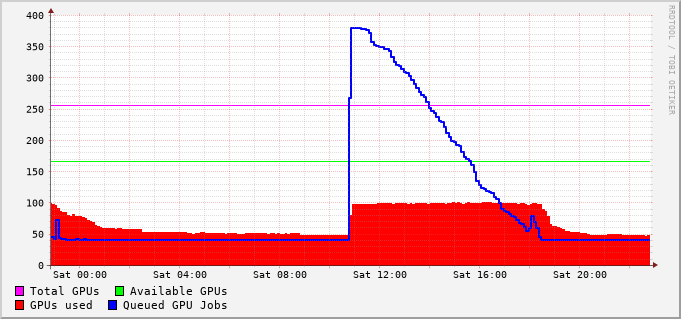 RRDTOOL / TOBI OETIKER
400
350
300
250
200
150
100
50
0
Sat 00:00 Sat 04:00 Sat 08:00 Sat 12:00 Sat 16:00 Sat 20:00
Total GPUs Available GPUs
GPUs used Queued GPU Jobs